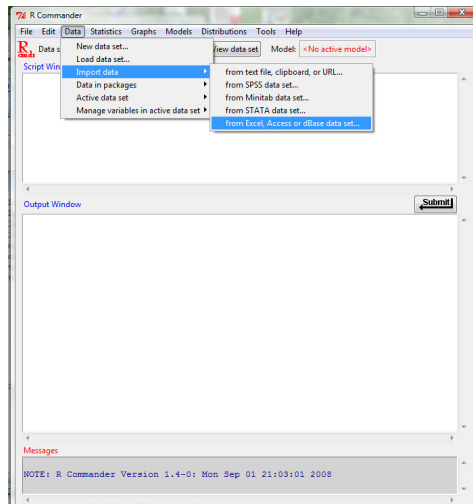 R Commander
File Edit Data Statistics Graphs Models Distributions Tools Help
R Data s
New data set...
View data set Model: <No active model>
cmdr
Load data set...
Script Win
Import data
from text file, clipboard, or URL...
Data in packages
from SPSS data set...
Active data set
from Minitab data set...
Manage variables in active data set
from STATA data set...
from Excel, Access or dBase data set...
Output Window
Submit
Messages
NOTE: R Commander Version 1.4-0: Mon Sep 01 21:03:01 2008